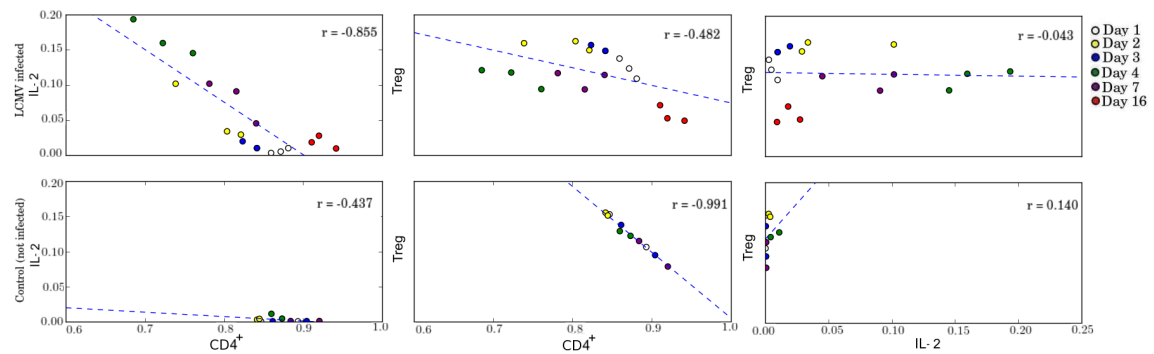 LCMV infected
IL-2
0.20
0.15
0.10
0.05
0.00
r = -0.855
Treg
r = -0.482
Treg
r = -0.043
Day 1
Day 2
Day 3
Day 4
Day 7
Day 16
Control (not infected)
IL-2
0.20
0.15
0.10
0.05
0.00
r = -0.437
Treg
r = -0.991
Treg
r = 0.140
0.6 0.7 0.8 0.9 1.0
CD4+
0.6 0.7 0.8 0.9 1.0
CD4+
0.00 0.05 0.10 0.15 0.20 0.25
IL-2